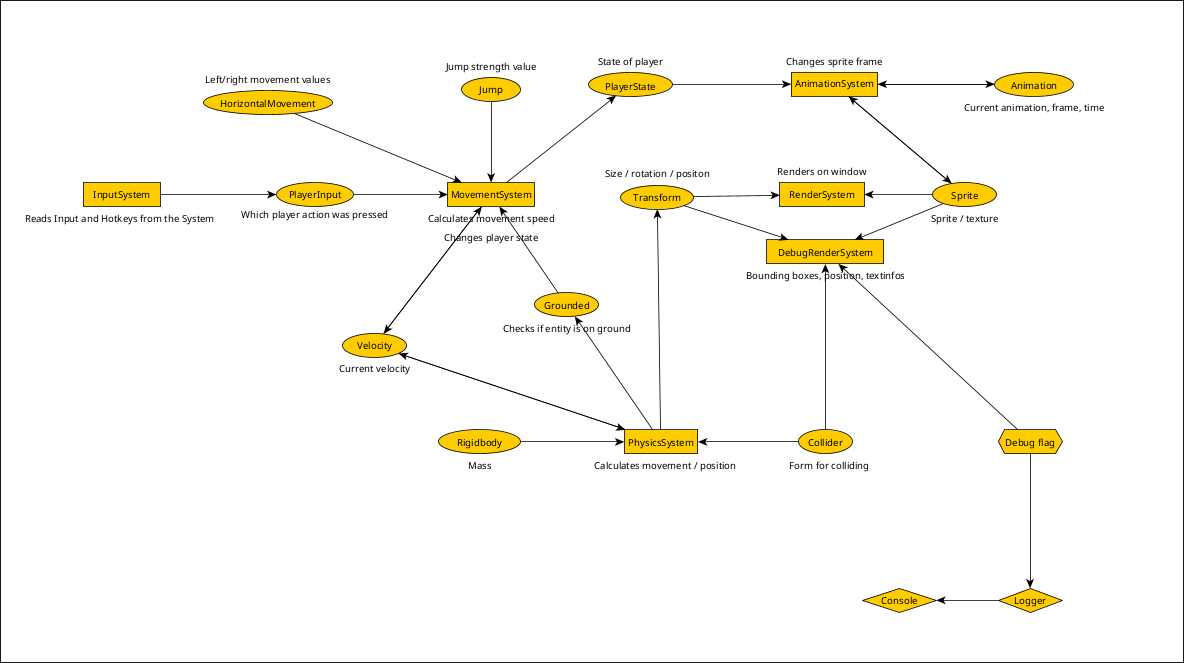 State of player
Changes sprite frame
Jump strength value
Left/right movement values
PlayerState
AnimationSystem
Animation
Jump
HorizontalMovement
Current animation, frame, time
Size / rotation / positon
Renders on window
InputSystem
PlayerInput
MovementSystem
Transform
RenderSystem
Sprite
Reads Input and Hotkeys from the System
Which player action was pressed
Calculates movement speed
Sprite / texture
Changes player state
DebugRenderSystem
Bounding boxes, position, textinfos
Grounded
Checks if entity is on ground
Velocity
Current velocity
Rigidbody
PhysicsSystem
Collider
Debug flag
Mass
Calculates movement / position
Form for colliding
Console
Logger